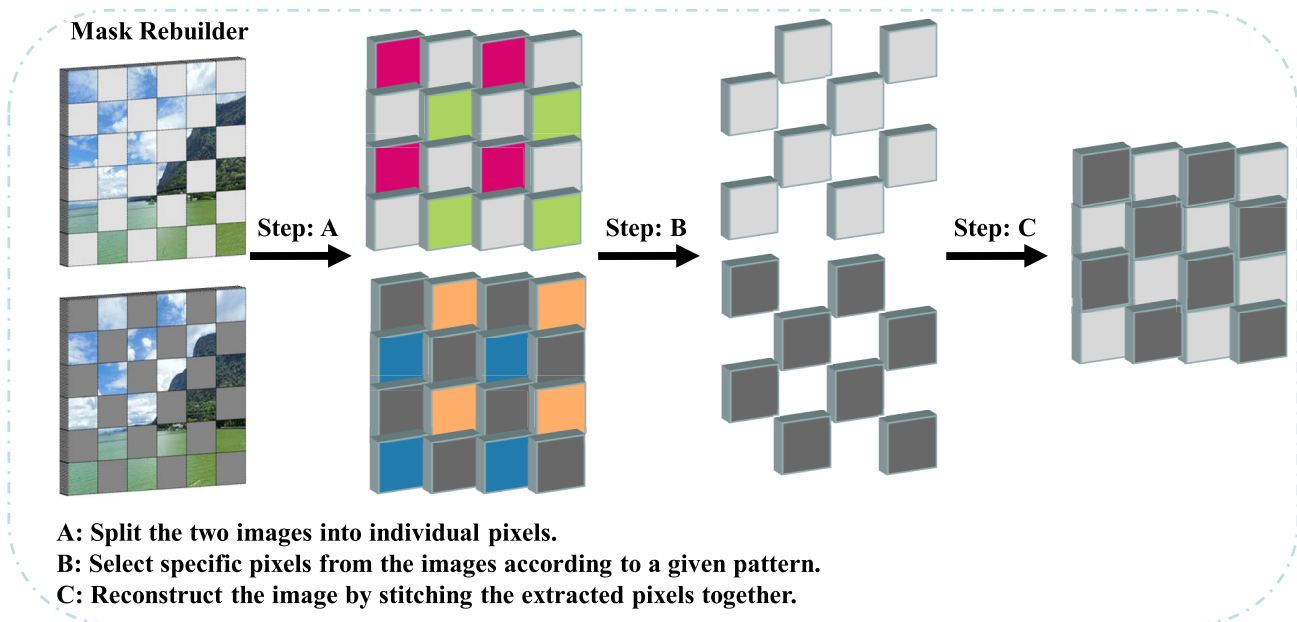 Mask Rebuilder
Step: A
Step: B
Step: C
A: Split the two images into individual pixels.
B: Select specific pixels from the images according to a given pattern.
C: Reconstruct the image by stitching the extracted pixels together.